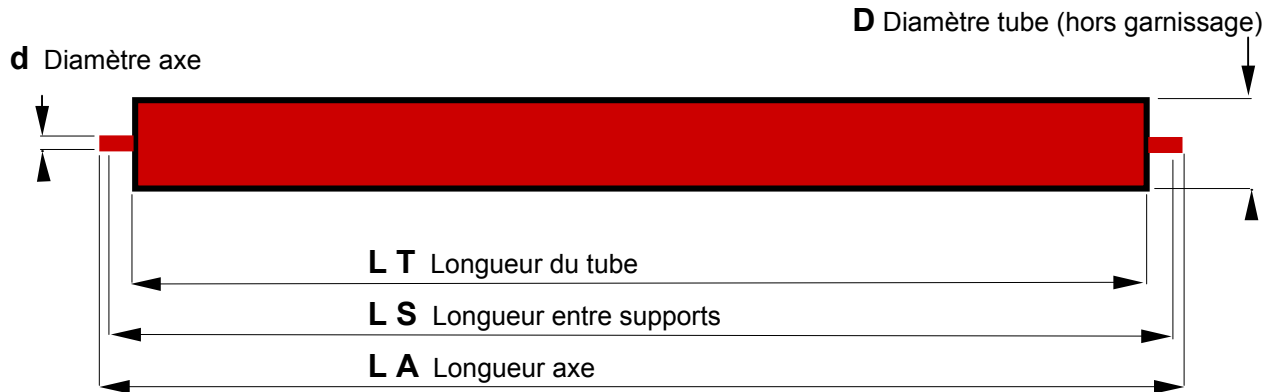 D Diamètre tube (hors garnissage)
d Diamètre axe
L T Longueur du tube
L S Longueur entre supports
L A Longueur axe